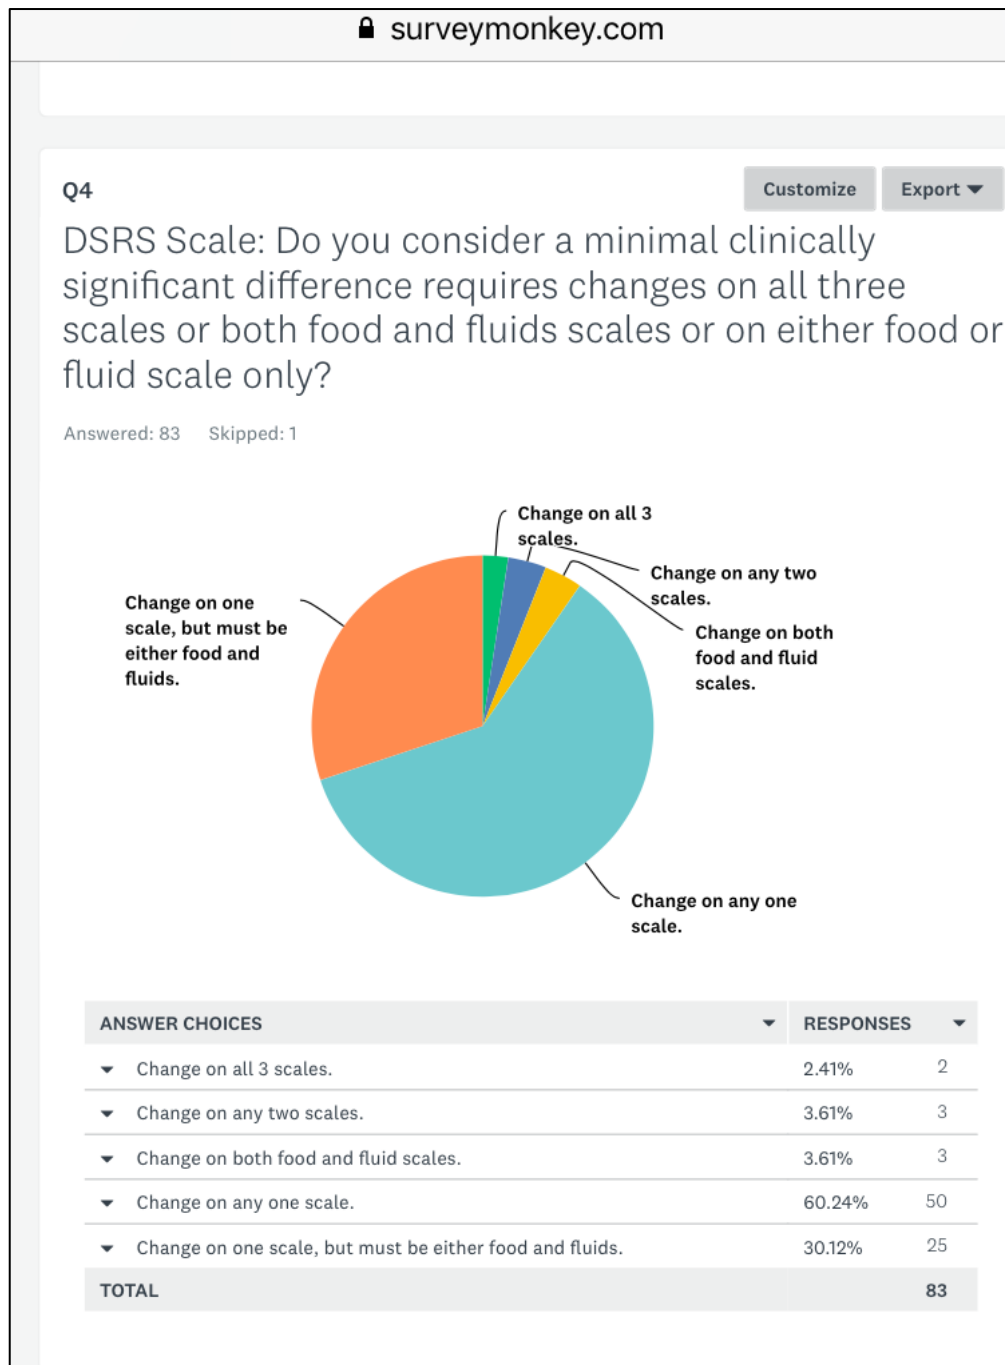 surveymonkey.com
Q4
Customize
Export
DSRS Scale: Do you consider a minimal clinically
significant difference requires changes on all three
scales or both food and fluids scales or on either food or
fluid scale only?
Answered: 83 Skipped: 1
Change on all 3
scales.
Change on any two
scales.
Change on both
food and fluid
scales.
Change on one
scale, but must be
either food and
fluids.
Change on any one
scale.
ANSWER CHOICES RESPONSES
Change on all 3 scales. 2.41% 2
Change on any two scales. 3.61% 3
Change on both food and fluid scales. 3.61% 3
Change on any one scale. 60.24% 50
Change on one scale, but must be either food and fluids. 30.12% 25
TOTAL 83